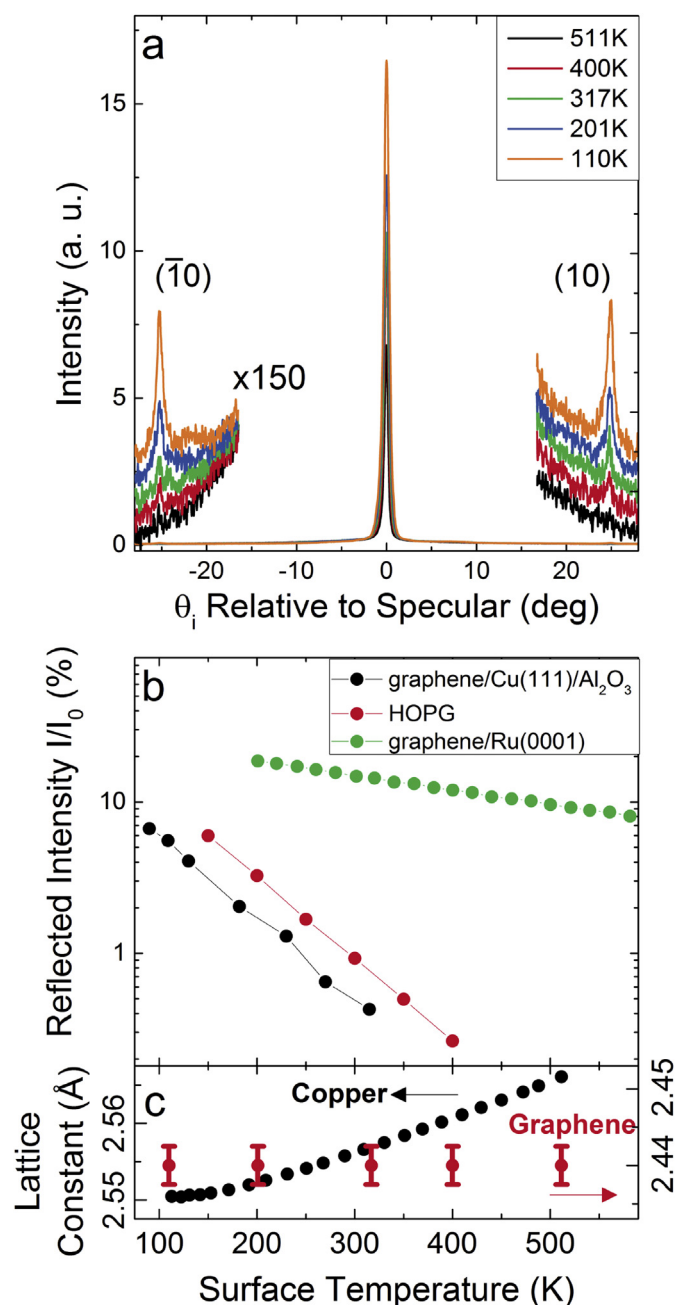 a
511K
400K
317K
201K
110K
15
10
5
0
Intensity (a. u.)
(1̄0)
x150
(10)
-20 -10 0 10 20
θi Relative to Specular (deg)
b
graphene/Cu(111)/Al2O3
HOPG
graphene/Ru(0001)
10
1
Reflected Intensity I/I0 (%)
c
Copper
Graphene
2.56
2.55
2.45
2.44
Lattice
Constant (Å)
100 200 300 400 500
Surface Temperature (K)